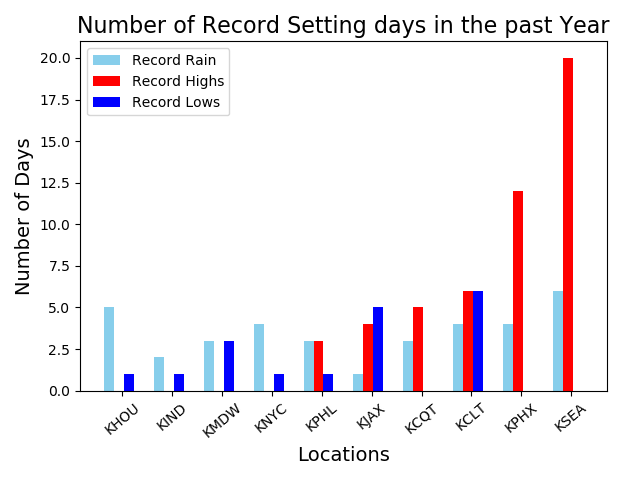 Number of Record Setting days in the past Year
Record Rain
Record Highs
Record Lows
Number of Days
20.0
17.5
15.0
12.5
10.0
7.5
5.0
2.5
0.0
KHOU
KIND
KMDW
KNYC
KPHL
KJAX
KCQT
KCLT
KPHX
KSEA
Locations